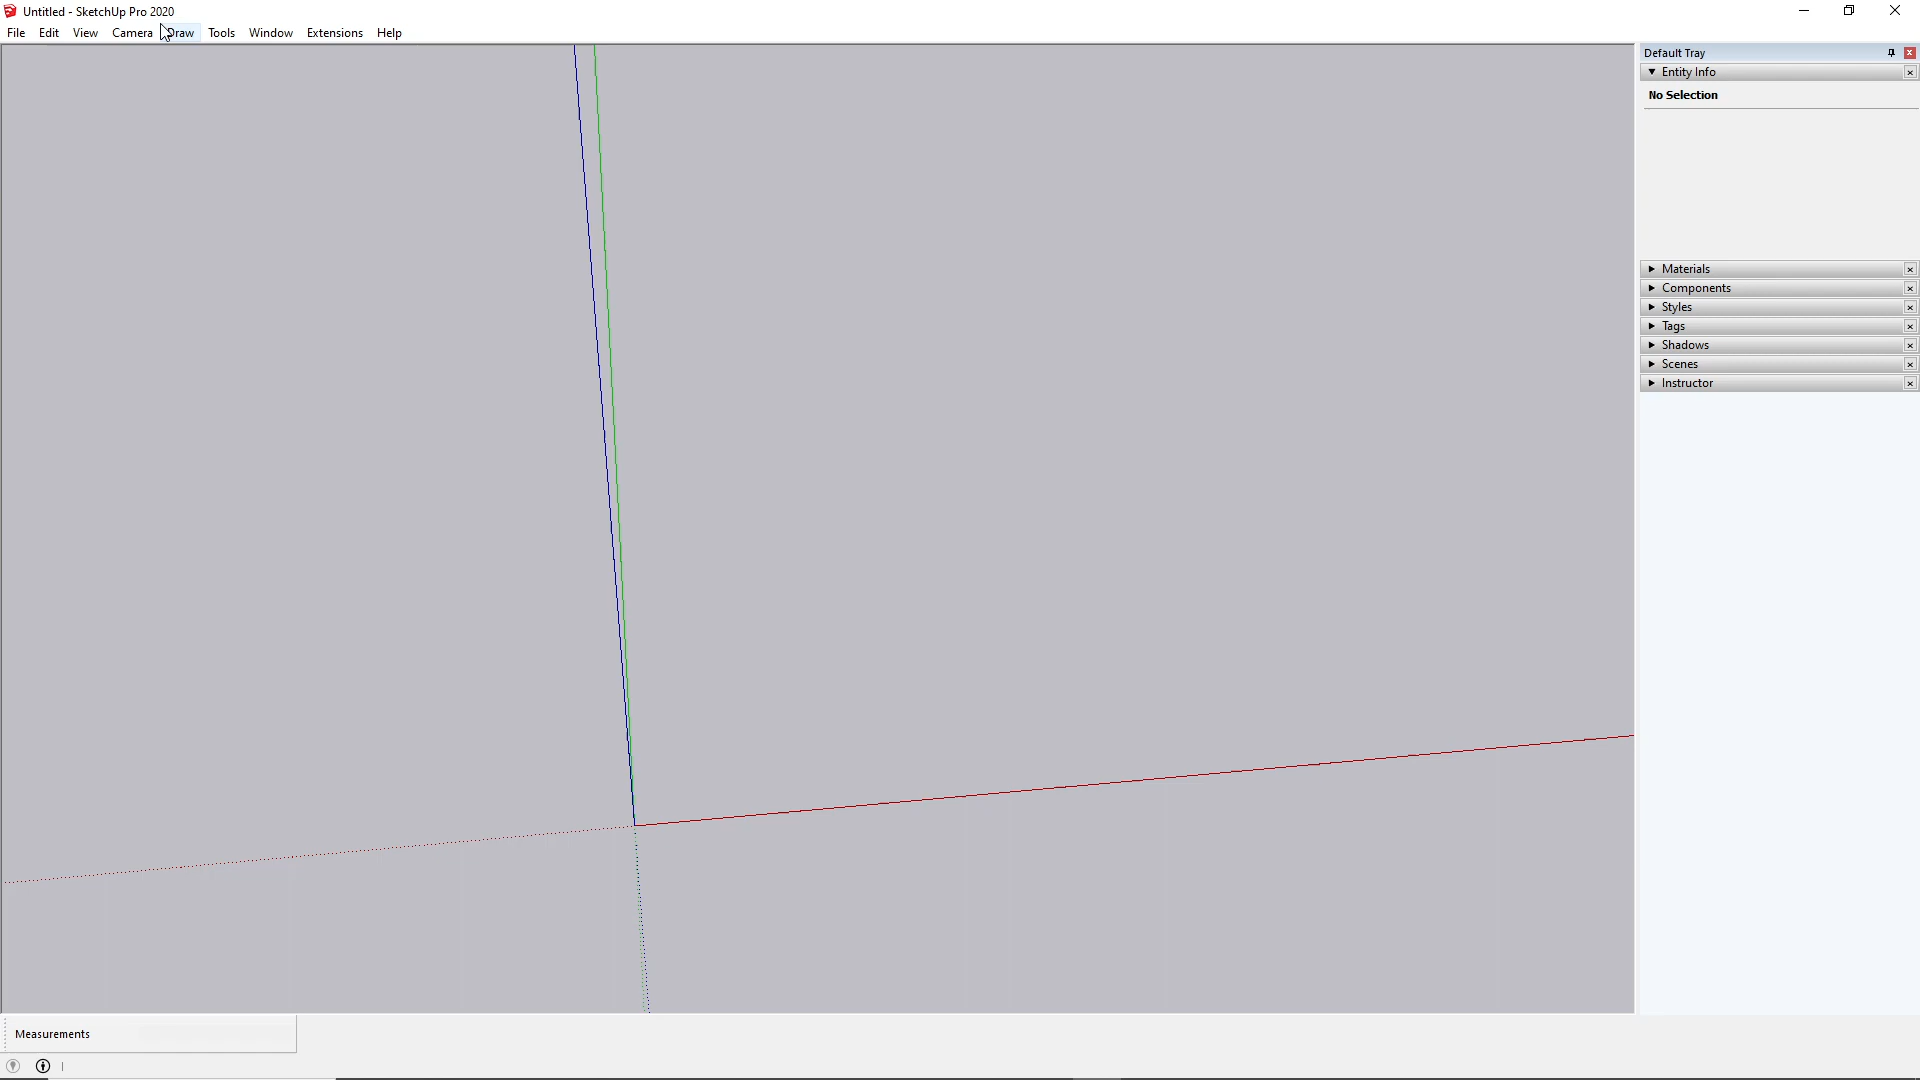 Untitled - SketchUp Pro 2020
File Edit View Camera Draw Tools Window Extensions Help
Default Tray
Entity Info
No Selection
Materials
Components
Styles
Tags
Shadows
Scenes
Instructor
Measurements